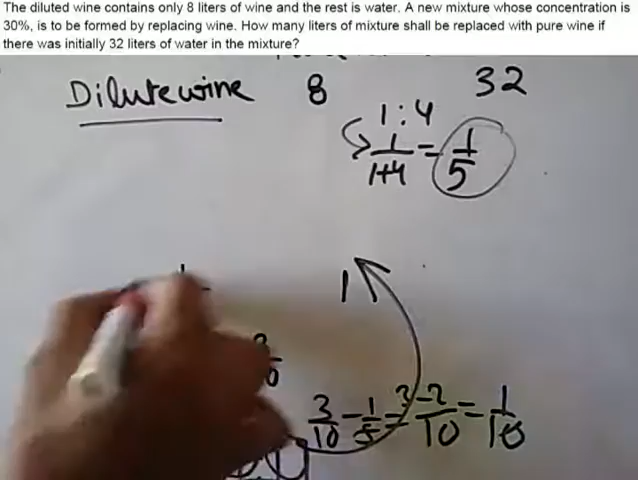 The diluted wine contains only 8 liters of wine and the rest is water. A new mixture whose concentration is
30%, is to be formed by replacing wine. How many liters of mixture shall be replaced with pure wine if
there was initially 32 liters of water in the mixture?
Dilutewine 8 32
1:4
1/1+4 = 1/5
1
3/10 - 1/5 = 3-2/10 = 1/10